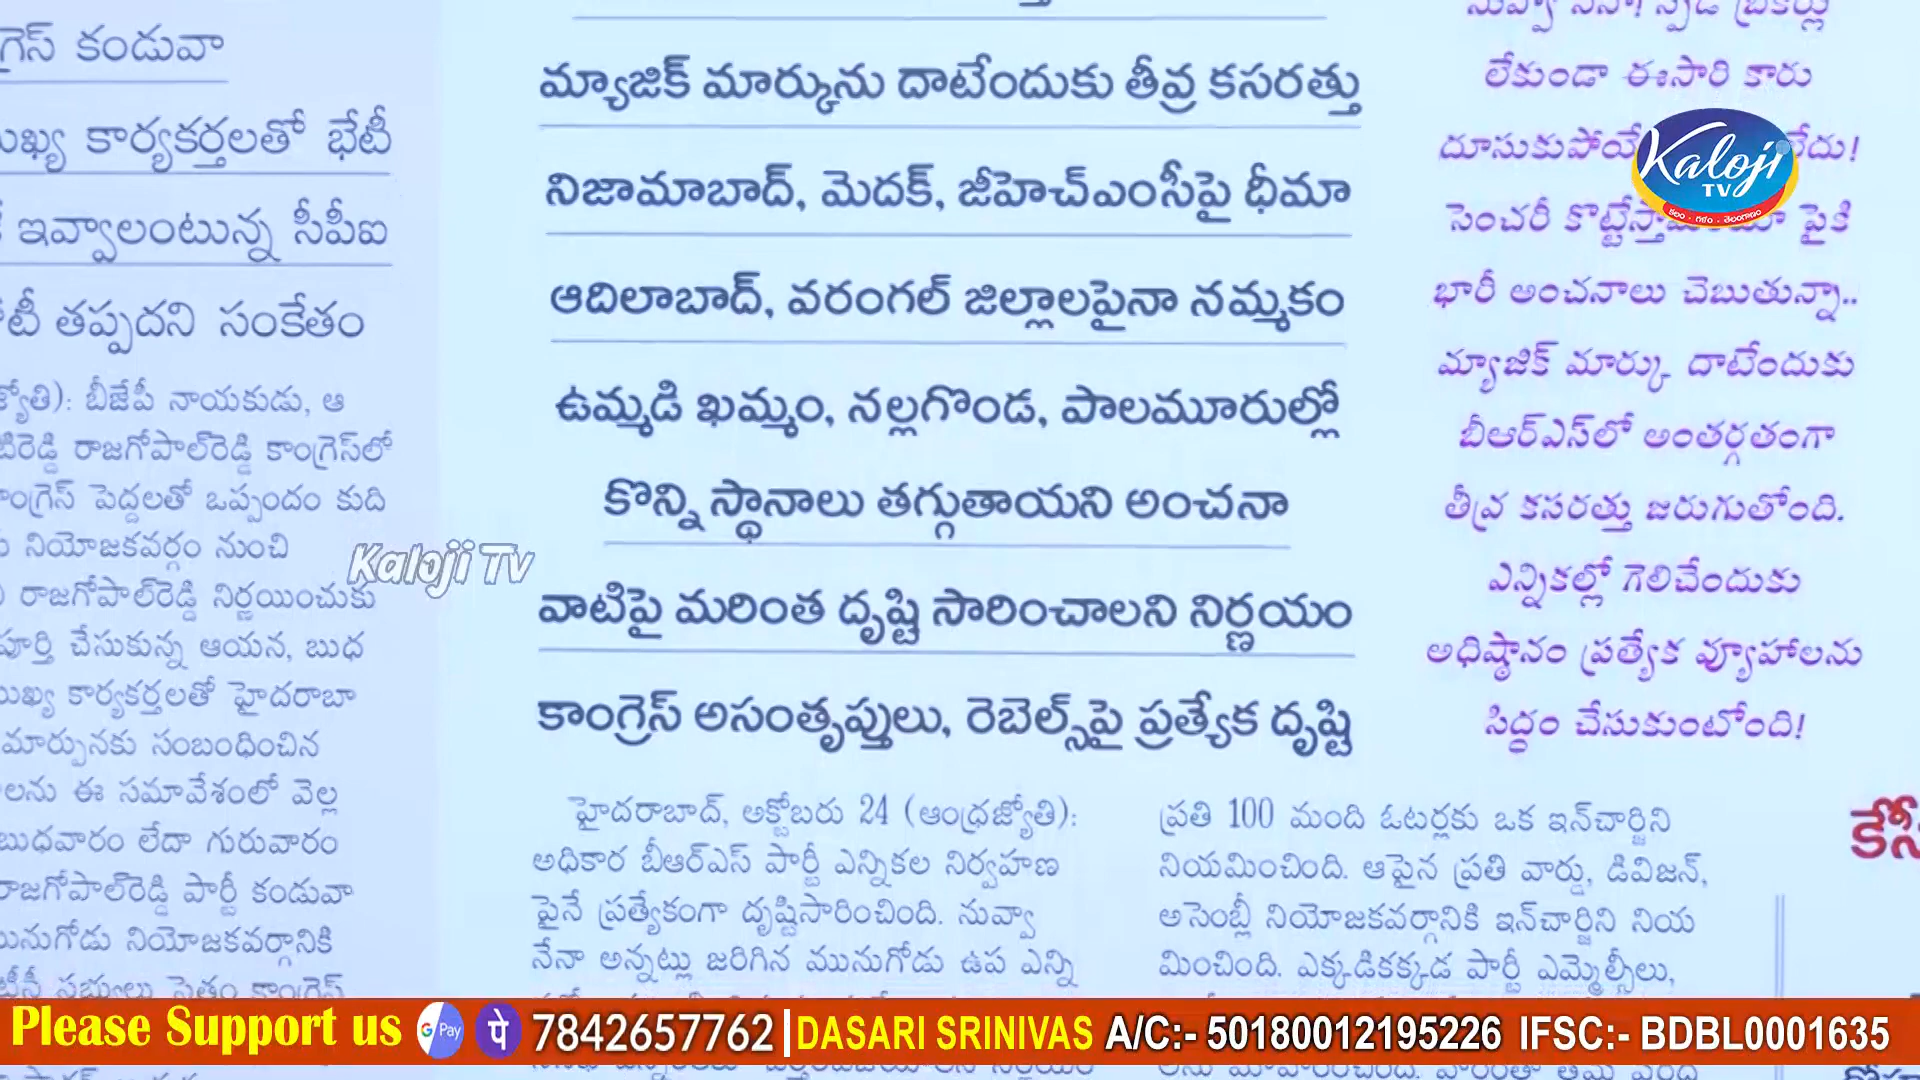 గ్రెస్ కండువా
ముఖ్య కార్యకర్తలతో భేటీ
ఇవ్వాలంటున్న సీపీఐ
పోటీ తప్పదని సంకేతం
జ్యోతి): బీజేపీ నాయకుడు, ఆ
టిరెడ్డి రాజగోపాల్‌రెడ్డి కాంగ్రెస్‌లో
కాంగ్రెస్ పెద్దలతో ఒప్పందం కుది
నియోజకవర్గం నుంచి
రాజగోపాల్‌రెడ్డి నిర్ణయించుకు
పూర్తి చేసుకున్న ఆయన, బుధ
ముఖ్య కార్యకర్తలతో హైదరాబా
మార్పునకు సంబంధించిన
లను ఈ సమావేశంలో వెల్ల
బుధవారం లేదా గురువారం
రాజగోపాల్‌రెడ్డి పార్టీ కండువా
మునుగోడు నియోజకవర్గానికి
సభ్యులు సైతం కాంగ్రెస్
మ్యాజిక్ మార్కును దాటేందుకు తీవ్ర కసరత్తు
నిజామాబాద్, మెదక్, జీహెచ్ఎంసీపై ధీమా
ఆదిలాబాద్, వరంగల్ జిల్లాలపైనా నమ్మకం
ఉమ్మడి ఖమ్మం, నల్లగొండ, పాలమూరుల్లో
కొన్ని స్థానాలు తగ్గుతాయని అంచనా
వాటిపై మరింత దృష్టి సారించాలని నిర్ణయం
కాంగ్రెస్ అసంతృప్తులు, రెబెల్స్‌పై ప్రత్యేక దృష్టి
హైదరాబాద్, అక్టోబరు 24 (ఆంధ్రజ్యోతి):
అధికార బీఆర్ఎస్ పార్టీ ఎన్నికల నిర్వహణ
పైనే ప్రత్యేకంగా దృష్టిసారించింది. నువ్వా
నేనా అన్నట్లు జరిగిన మునుగోడు ఉప ఎన్ని
ప్రతి 100 మంది ఓటర్లకు ఒక ఇన్‌చార్జిని
నియమించింది. ఆపైన ప్రతి వార్డు, డివిజన్,
అసెంబ్లీ నియోజకవర్గానికి ఇన్‌చార్జిని నియ
మించింది. ఎక్కడికక్కడ పార్టీ ఎమ్మెల్సీలు,
నువ్వా నేనా! స్పీడ్ బ్రేకర్లు
లేకుండా ఈసారి కారు
దూసుకుపోయే లేదు!
సెంచరీ కొట్టేస్తా పైకి
భారీ అంచనాలు చెబుతున్నా..
మ్యాజిక్ మార్కు దాటేందుకు
బీఆర్ఎస్‌లో అంతర్గతంగా
తీవ్ర కసరత్తు జరుగుతోంది.
ఎన్నికల్లో గెలిచేందుకు
అధిష్ఠానం ప్రత్యేక వ్యూహాలను
సిద్ధం చేసుకుంటోంది!
కేసీ
Kaloji TV
Kaloji Tv
Please Support us G Pay पे 7842657762 | DASARI SRINIVAS A/C:- 50180012195226 IFSC:- BDBL0001635